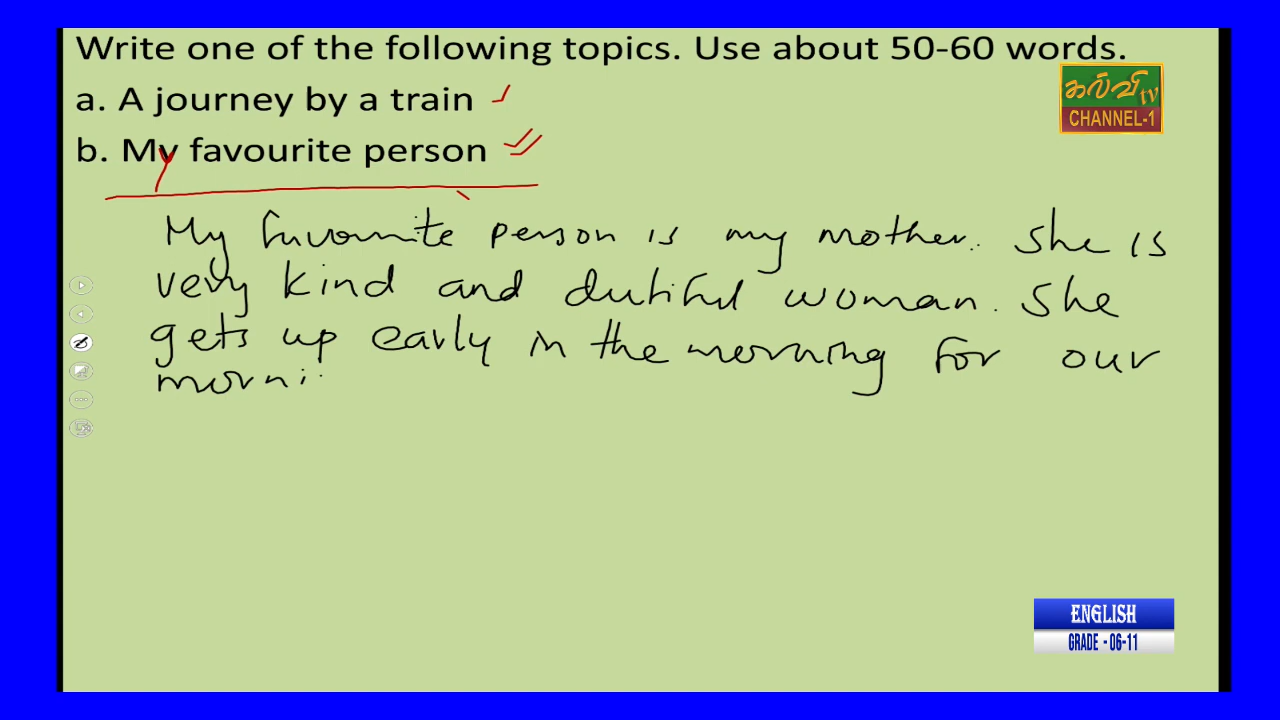 Write one of the following topics. Use about 50-60 words.
a. A journey by a train
b. My favourite person
கல்வி tv
CHANNEL-1
My favourite person is my mother. She is
very kind and dutiful woman. She
gets up early in the morning for our
morni
ENGLISH
GRADE - 06-11